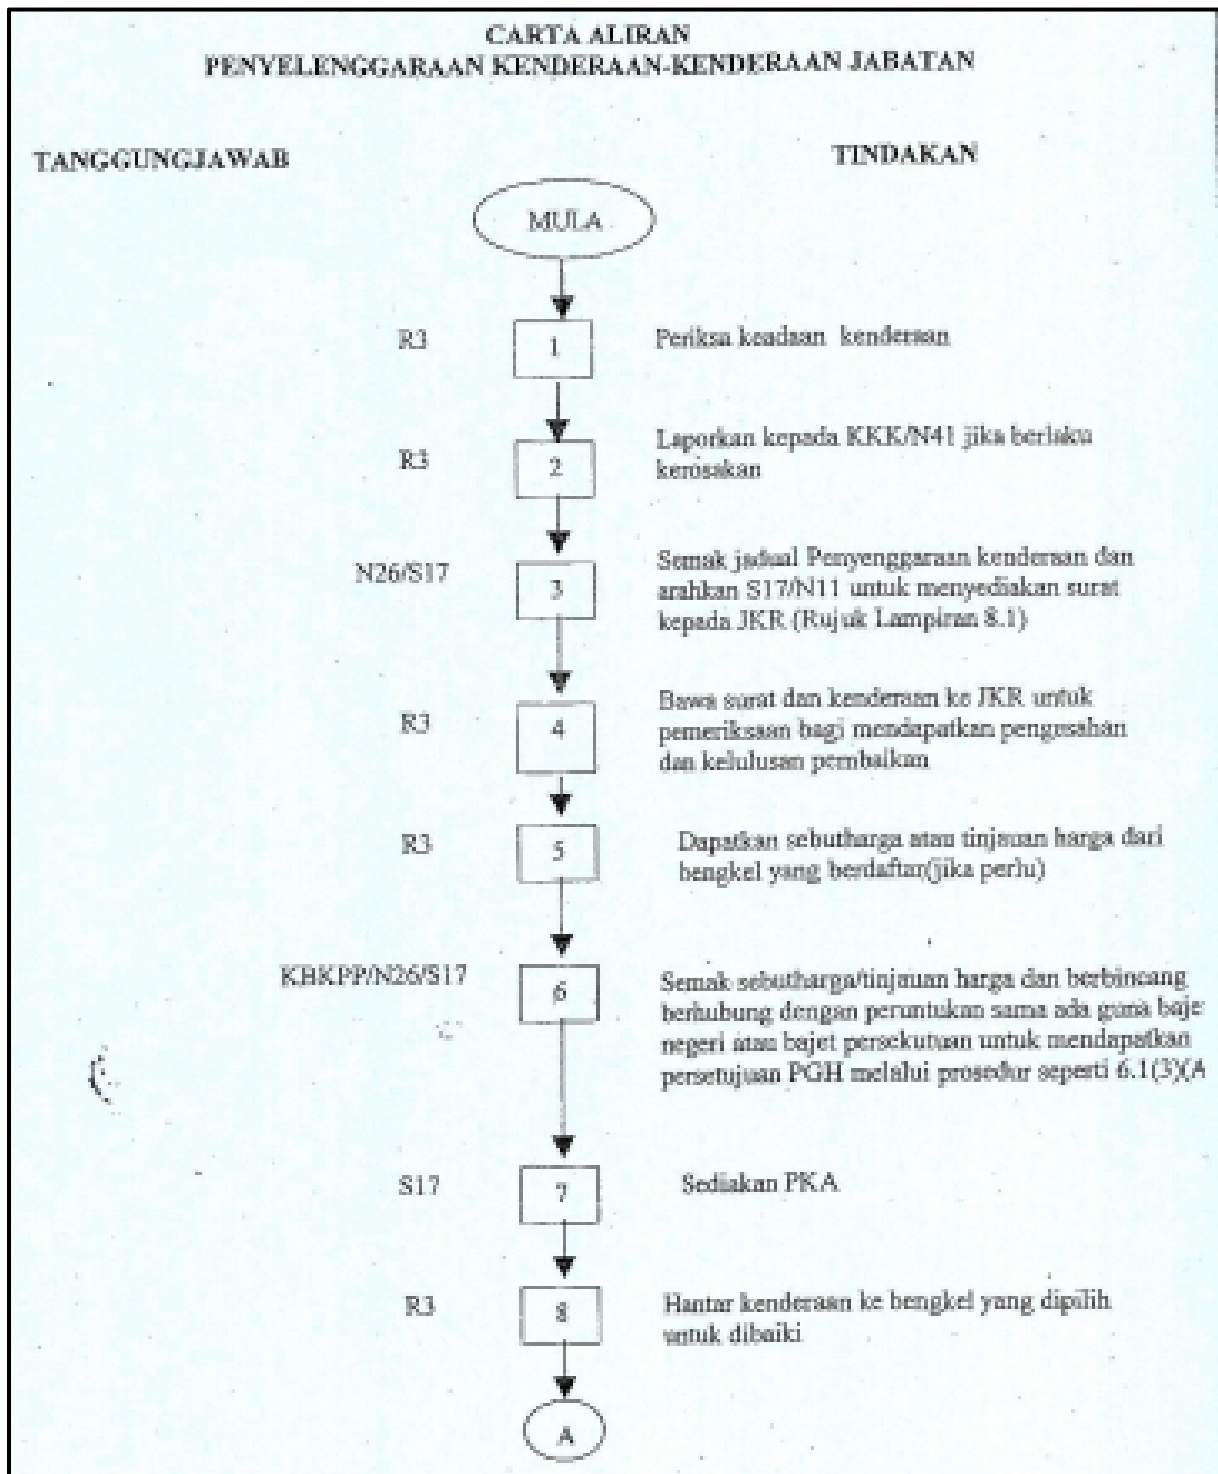 CARTA ALIRAN
PENYELENGGARAAN KENDERAAN-KENDERAAN JABATAN
TANGGUNGJAWAB
TINDAKAN
MULA
R3
1
Periksa keadaan kenderaan
R3
2
Laporkan kepada KKK/N41 jika berlaku
kerosakan
N26/S17
3
Semak jadual Penyenggaraan kenderaan dan
arahkan S17/N11 untuk menyediakan surat
kepada JKR (Rujuk Lampiran 8.1)
R3
4
Bawa surat dan kenderaan ke JKR untuk
pemeriksaan bagi mendapatkan pengesahan
dan kelulusan pembaikan
R3
5
Dapatkan sebutharga atau tinjauan harga dari
bengkel yang berdaftar(jika perlu)
KBKPP/N26/S17
6
Semak sebutharga/tinjauan harga dan berbincang
berhubung dengan peruntukan sama ada guna baje
negeri atau bajet persekutuan untuk mendapatkan
persetujuan PGH melalui prosedur seperti 6.1(3)(A
S17
7
Sediakan PKA
R3
8
Hantar kenderaan ke bengkel yang dipilih
untuk dibaiki
A